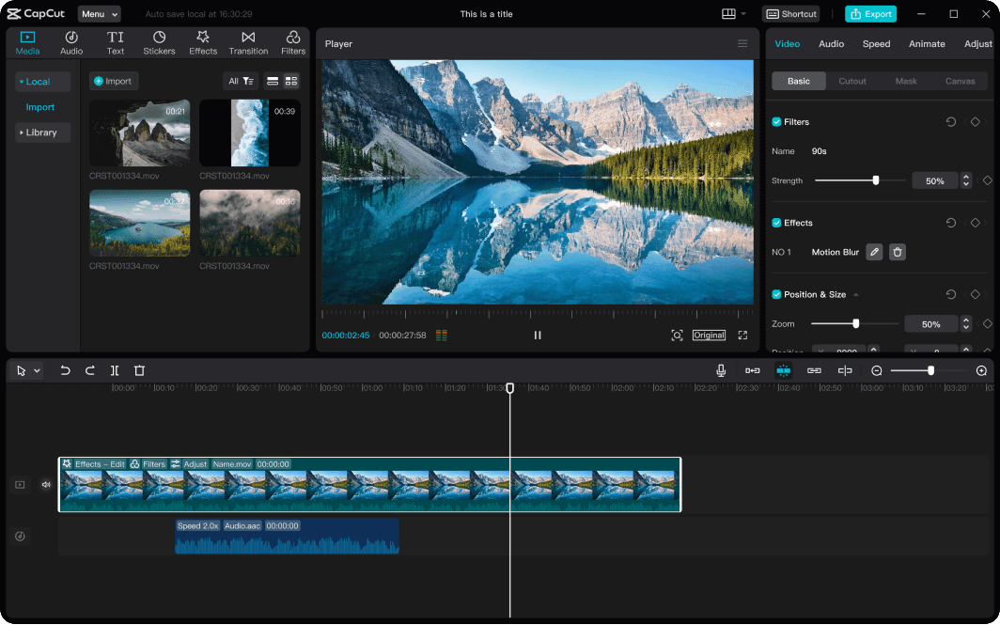 CapCut
Menu
Auto save local at 16:30:29
This is a title
Shortcut
Export
Media
Audio
Text
Stickers
Effects
Transition
Filters
Local
Import
Library
Import
All
00:21
CRST001334.mov
00:39
CRST001334.mov
00:32
CRST001334.mov
00:16
CRST001334.mov
Player
00:00:02:45
00:00:27:58
Original
Video
Audio
Speed
Animate
Adjust
Basic
Cutout
Mask
Canvas
Filters
Name 90s
Strength 50%
Effects
NO 1 Motion Blur
Position & Size
Zoom 50%
00:00 00:10 00:20 00:30 00:40 00:50 01:00 01:10 01:20 01:30 01:40 01:50 02:00 02:10 02:20 02:30 02:40 02:50 03:00 03:10 03:20
Effects – Edit Filters Adjust Name.mov 00:00:00
Speed 2.0x Audio.aac 00:00:00